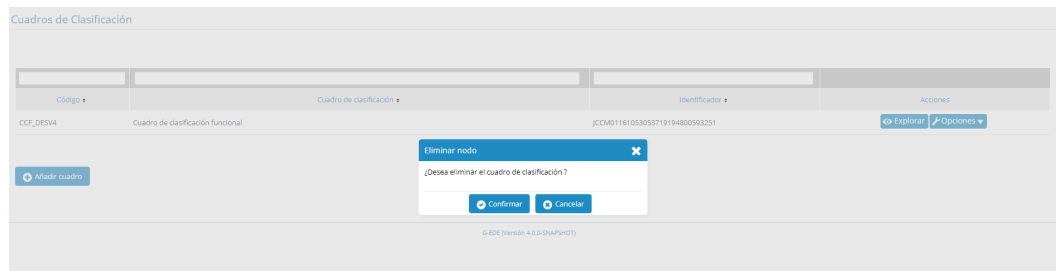 Cuadros de Clasificación
Código Cuadro de clasificación Identificador Acciones
CCF_DESV4 Cuadro de clasificación funcional JCCM01161053053719194800593251 Explorar Opciones
Eliminar nodo
¿Desea eliminar el cuadro de clasificación ?
Añadir cuadro
Confirmar Cancelar
G-EDE (Versión 4.0.0-SNAPSHOT)